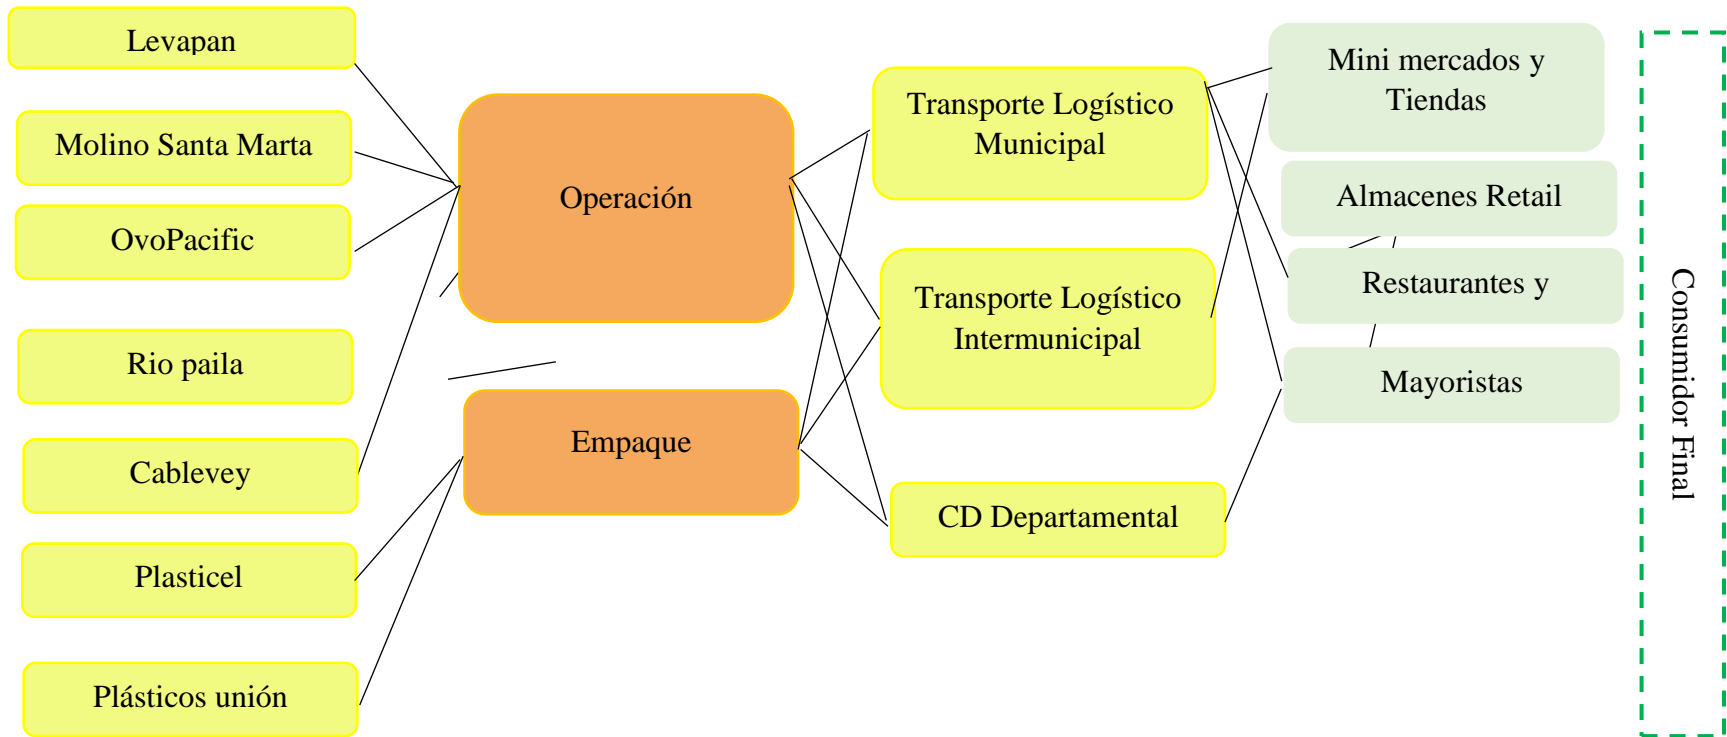 Levapan
Molino Santa Marta
OvoPacific
Rio paila
Cablevey
Plasticel
Plásticos unión
Operación
Empaque
Transporte Logístico
Municipal
Transporte Logístico
Intermunicipal
CD Departamental
Mini mercados y
Tiendas
Almacenes Retail
Restaurantes y
Mayoristas
Consumidor Final